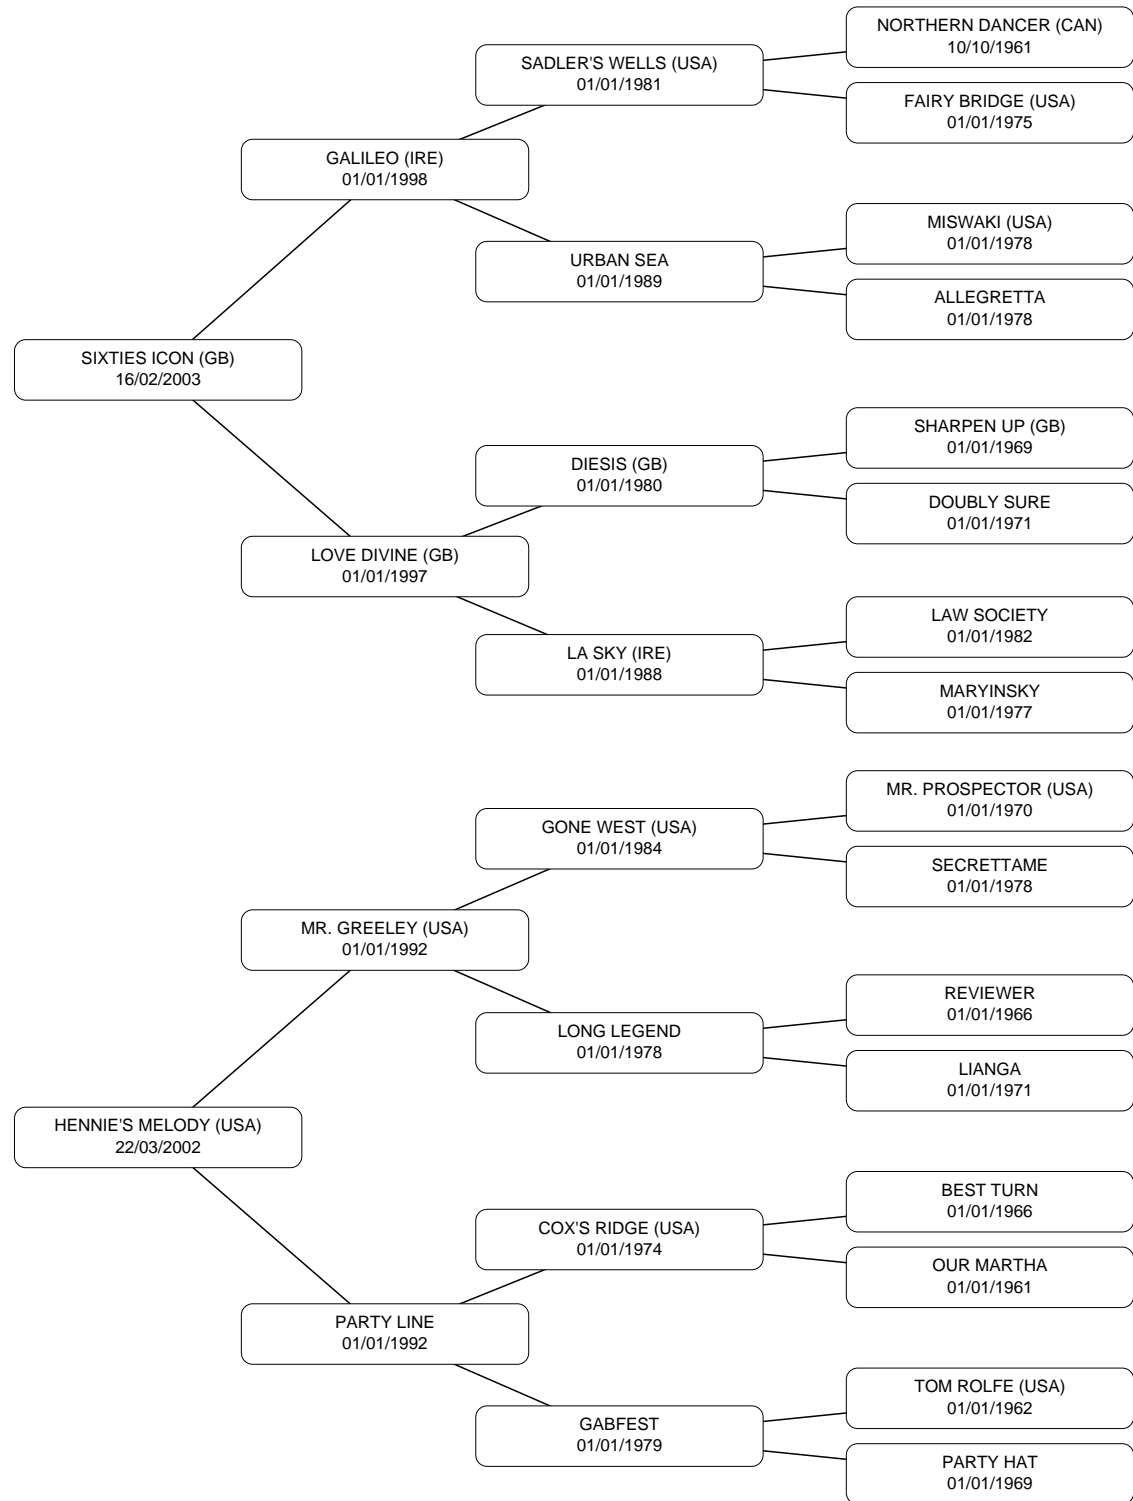 NORTHERN DANCER (CAN)
10/10/1961
SADLER'S WELLS (USA)
01/01/1981
FAIRY BRIDGE (USA)
01/01/1975
GALILEO (IRE)
01/01/1998
MISWAKI (USA)
01/01/1978
URBAN SEA
01/01/1989
ALLEGRETTA
01/01/1978
SIXTIES ICON (GB)
16/02/2003
SHARPEN UP (GB)
01/01/1969
DIESIS (GB)
01/01/1980
DOUBLY SURE
01/01/1971
LOVE DIVINE (GB)
01/01/1997
LAW SOCIETY
01/01/1982
LA SKY (IRE)
01/01/1988
MARYINSKY
01/01/1977
MR. PROSPECTOR (USA)
01/01/1970
GONE WEST (USA)
01/01/1984
SECRETTAME
01/01/1978
MR. GREELEY (USA)
01/01/1992
REVIEWER
01/01/1966
LONG LEGEND
01/01/1978
LIANGA
01/01/1971
HENNIE'S MELODY (USA)
22/03/2002
BEST TURN
01/01/1966
COX'S RIDGE (USA)
01/01/1974
OUR MARTHA
01/01/1961
PARTY LINE
01/01/1992
TOM ROLFE (USA)
01/01/1962
GABFEST
01/01/1979
PARTY HAT
01/01/1969